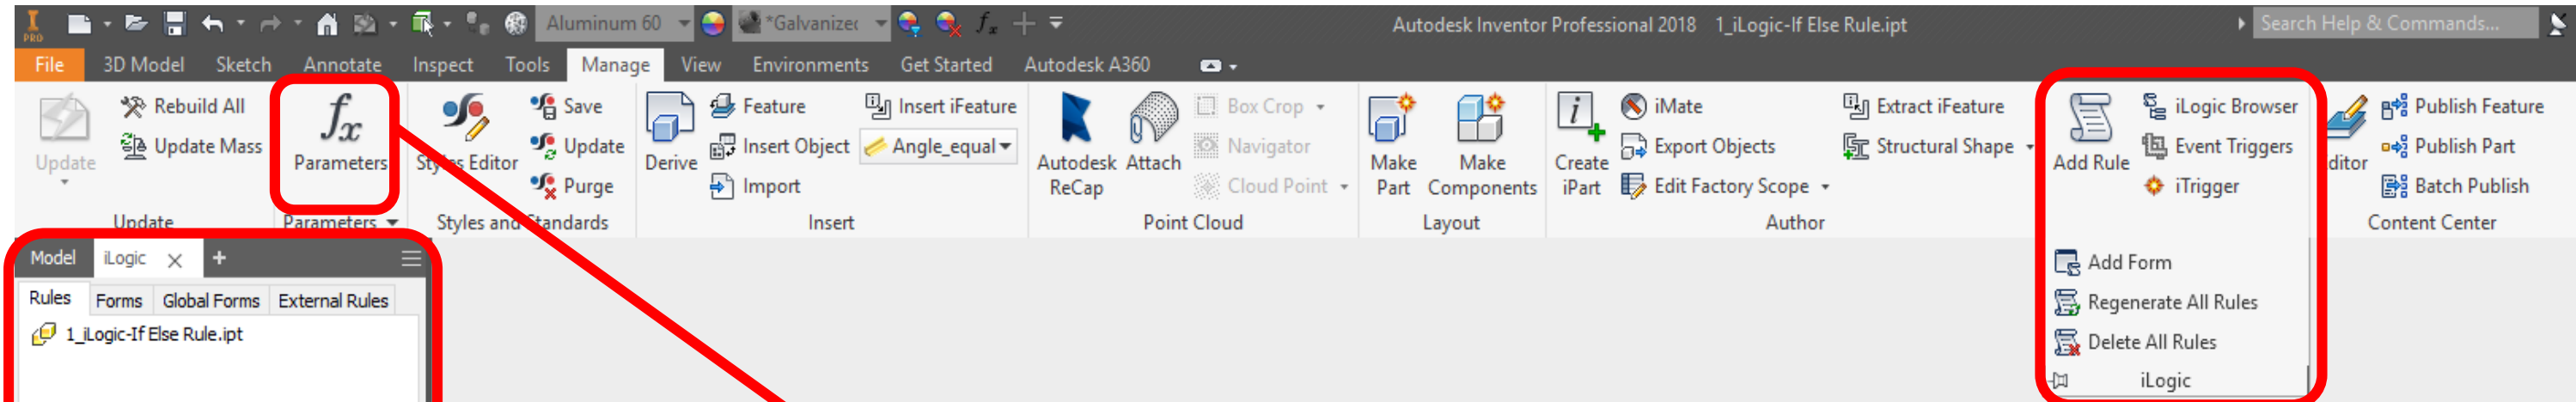 PRO Aluminum 60 *Galvanized fx Autodesk Inventor Professional 2018 1_iLogic-If Else Rule.ipt Search Help & Commands...
File 3D Model Sketch Annotate Inspect Tools Manage View Environments Get Started Autodesk A360
Rebuild All Save Feature Insert iFeature Box Crop iMate Extract iFeature iLogic Browser Publish Feature
Update Mass Update Insert Object Angle_equal Navigator Export Objects Structural Shape Event Triggers Publish Part
Update Parameters Styles Editor Derive Autodesk ReCap Attach Make Part Make Components Create iPart Add Rule ditor
Purge Import Cloud Point Edit Factory Scope iTrigger Batch Publish
Update Parameters Styles and Standards Insert Point Cloud Layout Author Content Center
Model iLogic
Add Form
Rules Forms Global Forms External Rules
Regenerate All Rules
1_iLogic-If Else Rule.ipt
Delete All Rules
iLogic